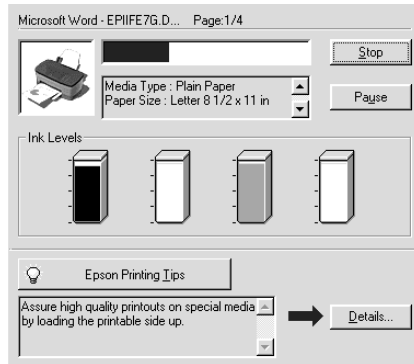 Microsoft Word - EPIIFE7G.D... Page:1/4
Stop
Media Type : Plain Paper
Paper Size : Letter 8 1/2 x 11 in
Pause
Ink Levels
Epson Printing Tips
Assure high quality printouts on special media
by loading the printable side up.
Details...